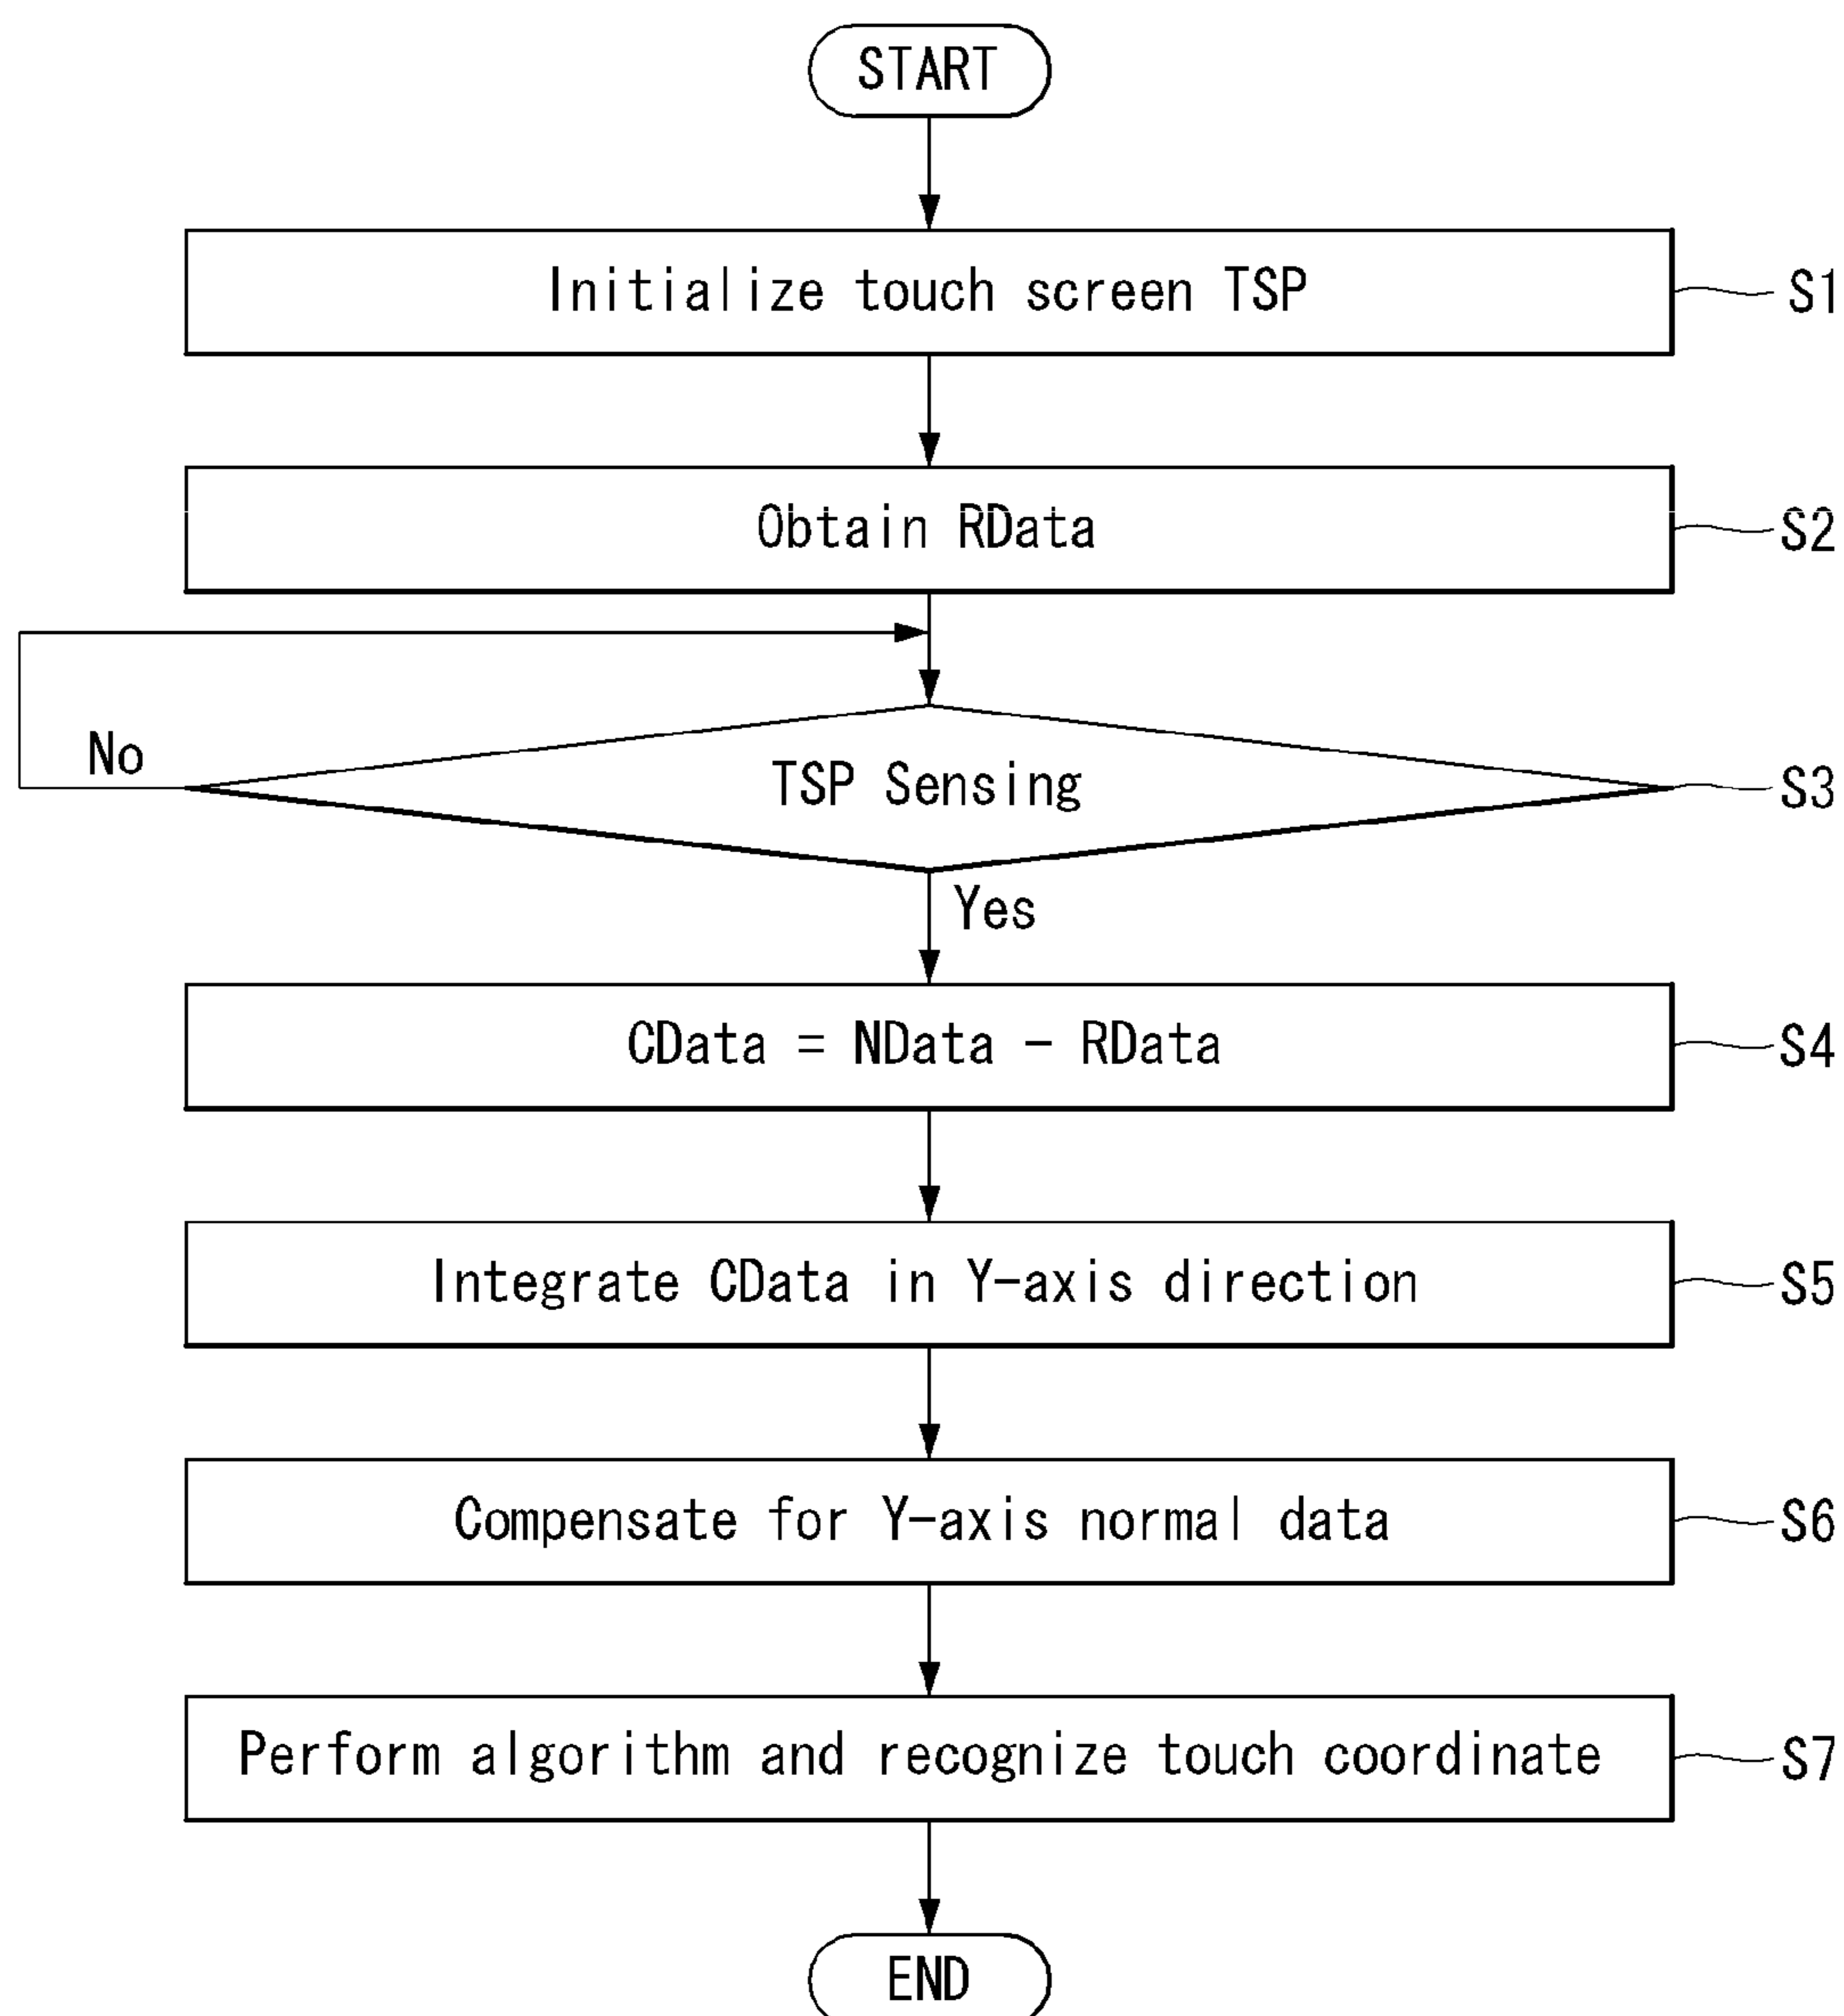 START
Initialize touch screen TSP
S1
Obtain RData
S2
No
TSP Sensing
S3
Yes
CData = NData - RData
S4
Integrate CData in Y-axis direction
S5
Compensate for Y-axis normal data
S6
Perform algorithm and recognize touch coordinate
S7
END